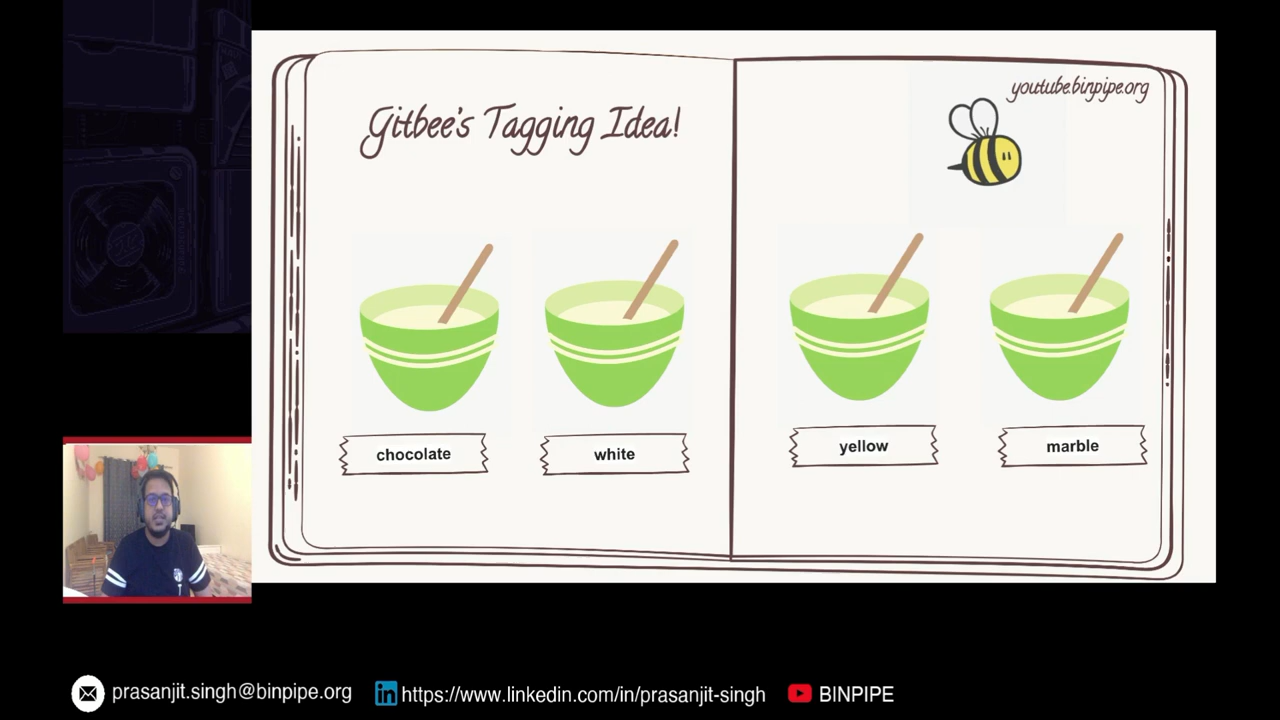 youtube.binpipe.org
Gitbee's Tagging Idea!
chocolate
white
yellow
marble
prasanjit.singh@binpipe.org
https://www.linkedin.com/in/prasanjit-singh
BINPIPE